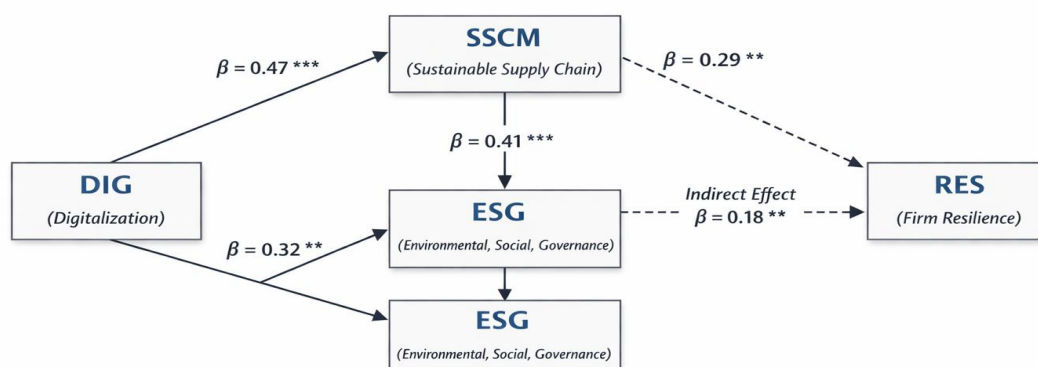 SSCM
(Sustainable Supply Chain)
β = 0.47 ***
β = 0.29 **
β = 0.41 ***
DIG
(Digitalization)
ESG
(Environmental, Social, Governance)
Indirect Effect
β = 0.18 **
RES
(Firm Resilience)
β = 0.32 **
ESG
(Environmental, Social, Governance)